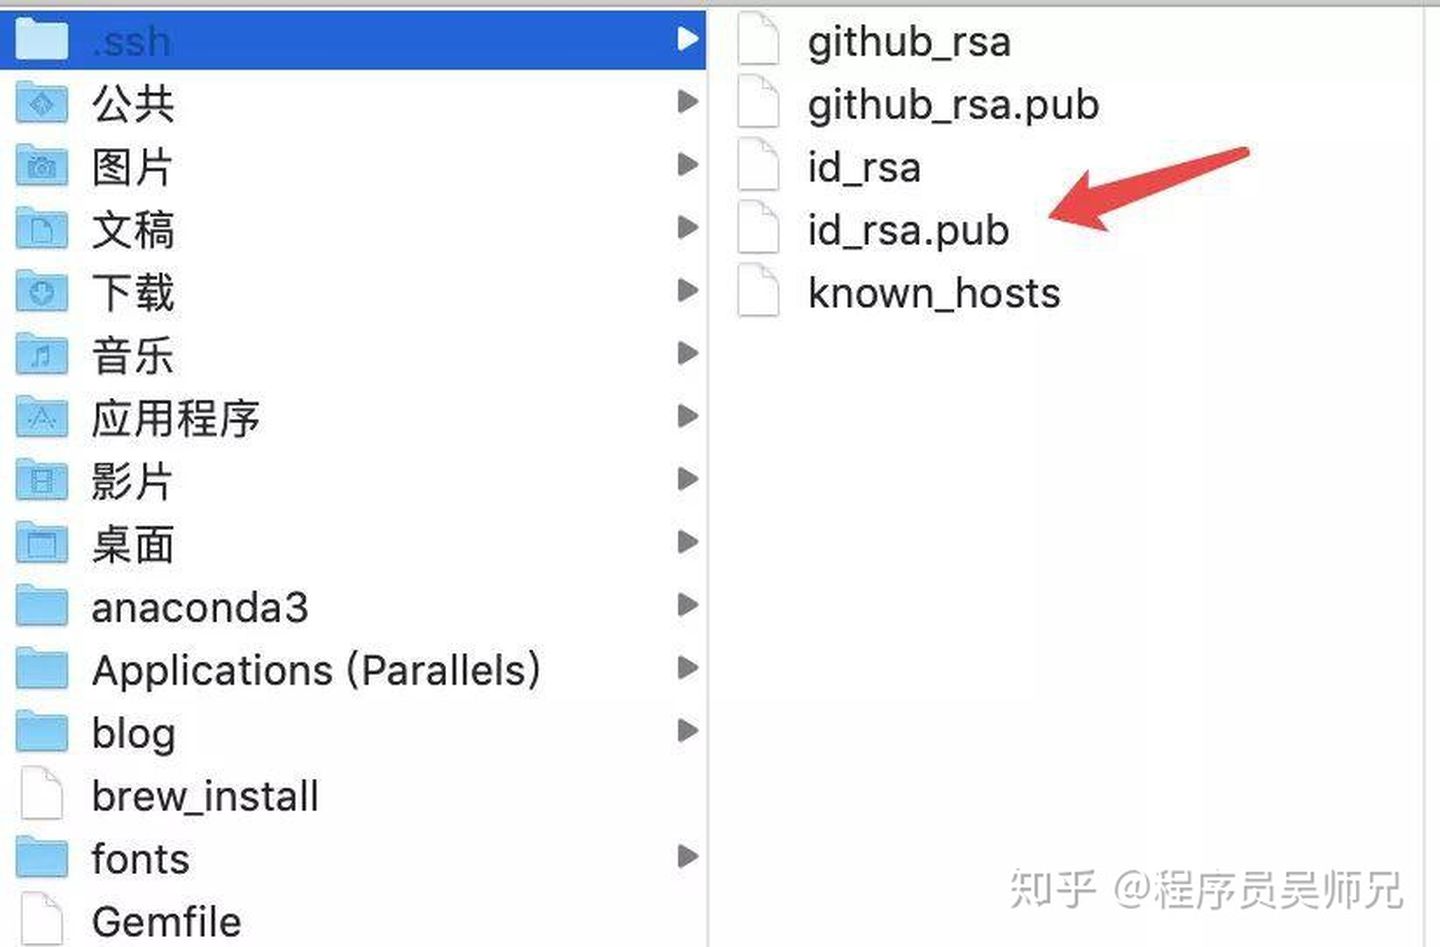 .ssh
公共
图片
文稿
下载
音乐
应用程序
影片
桌面
anaconda3
Applications (Parallels)
blog
brew_install
fonts
Gemfile
github_rsa
github_rsa.pub
id_rsa
id_rsa.pub
known_hosts
知乎 @程序员吴师兄